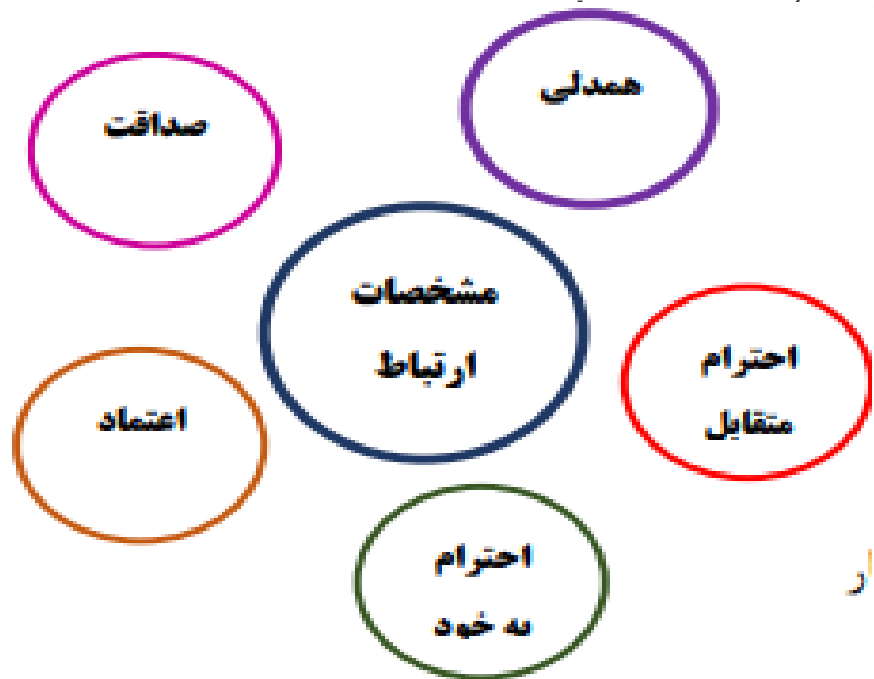 همدلی
صداقت
مشخصات
ارتباط
احترام
متقابل
اعتماد
احترام
به خود